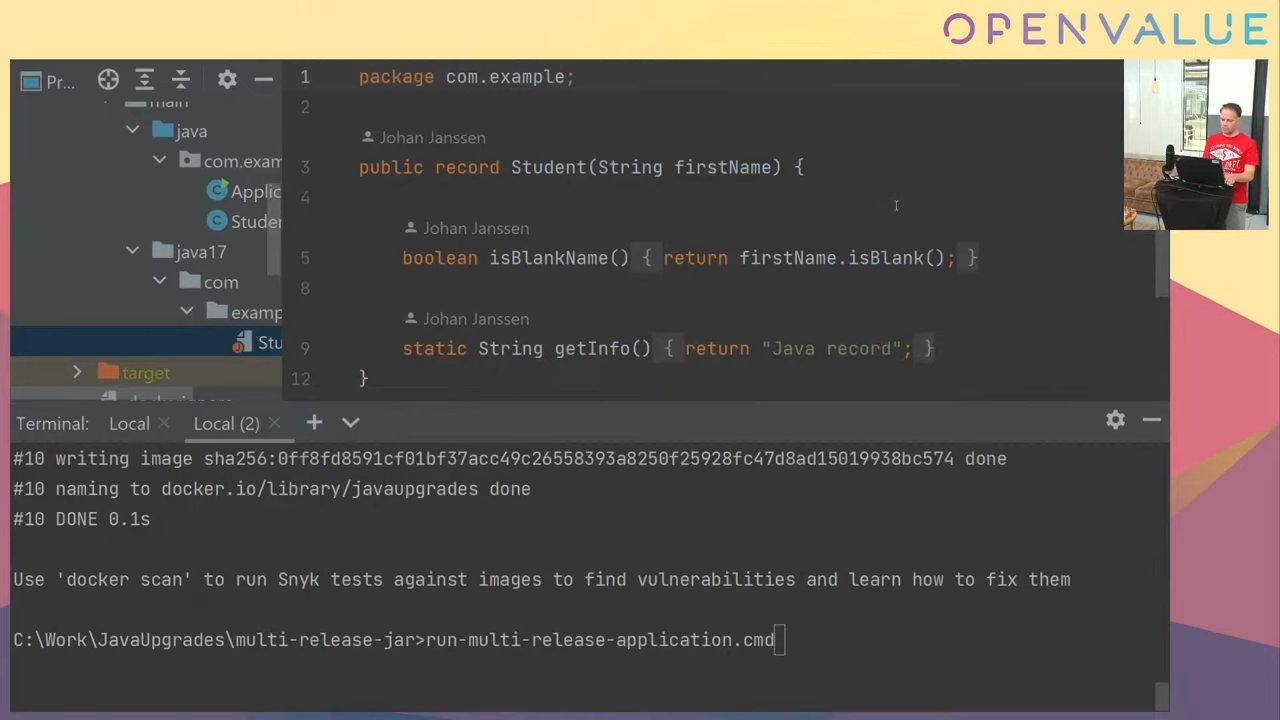 OPENVALUE
Pr...
main
java
com.exam
Applic
Studer
java17
com
examp
Stu
target
1 package com.example;
2
Johan Janssen
3 public record Student(String firstName) {
4
Johan Janssen
5 boolean isBlankName() { return firstName.isBlank(); }
8
Johan Janssen
9 static String getInfo() { return "Java record"; }
12 }
Terminal: Local Local (2)
#10 writing image sha256:0ff8fd8591cf01bf37acc49c26558393a8250f25928fc47d8ad15019938bc574 done
#10 naming to docker.io/library/javaupgrades done
#10 DONE 0.1s
Use 'docker scan' to run Snyk tests against images to find vulnerabilities and learn how to fix them
C:\Work\JavaUpgrades\multi-release-jar>run-multi-release-application.cmd